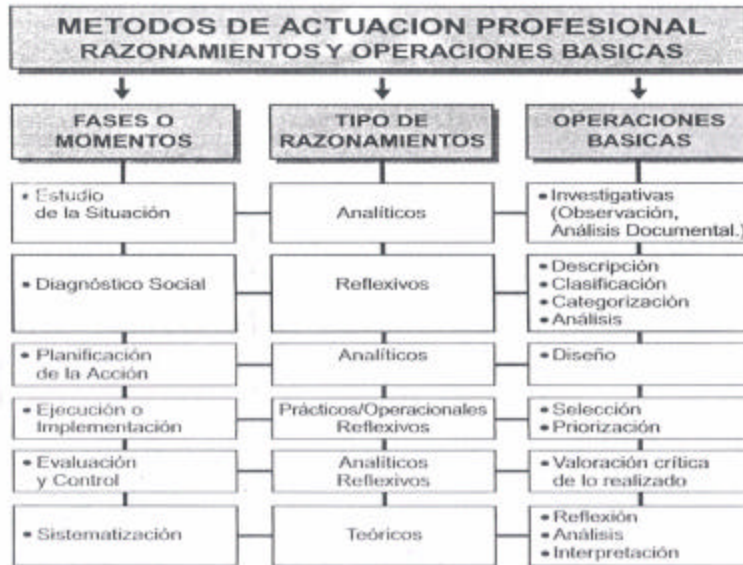 METODOS DE ACTUACION PROFESIONAL
RAZONAMIENTOS Y OPERACIONES BASICAS
FASES O
MOMENTOS
TIPO DE
RAZONAMIENTOS
OPERACIONES
BASICAS
• Estudio
de la Situación
Analíticos
• Investigativas
(Observación,
Análisis Documental.)
• Diagnóstico Social
Reflexivos
• Descripción
• Clasificación
• Categorización
• Análisis
• Planificación
de la Acción
Analíticos
• Diseño
• Ejecución o
Implementación
Prácticos/Operacionales
Reflexivos
• Selección
• Priorización
• Evaluación
y Control
Analíticos
Reflexivos
• Valoración crítica
de lo realizado
• Sistematización
Teóricos
• Reflexión
• Análisis
• Interpretación